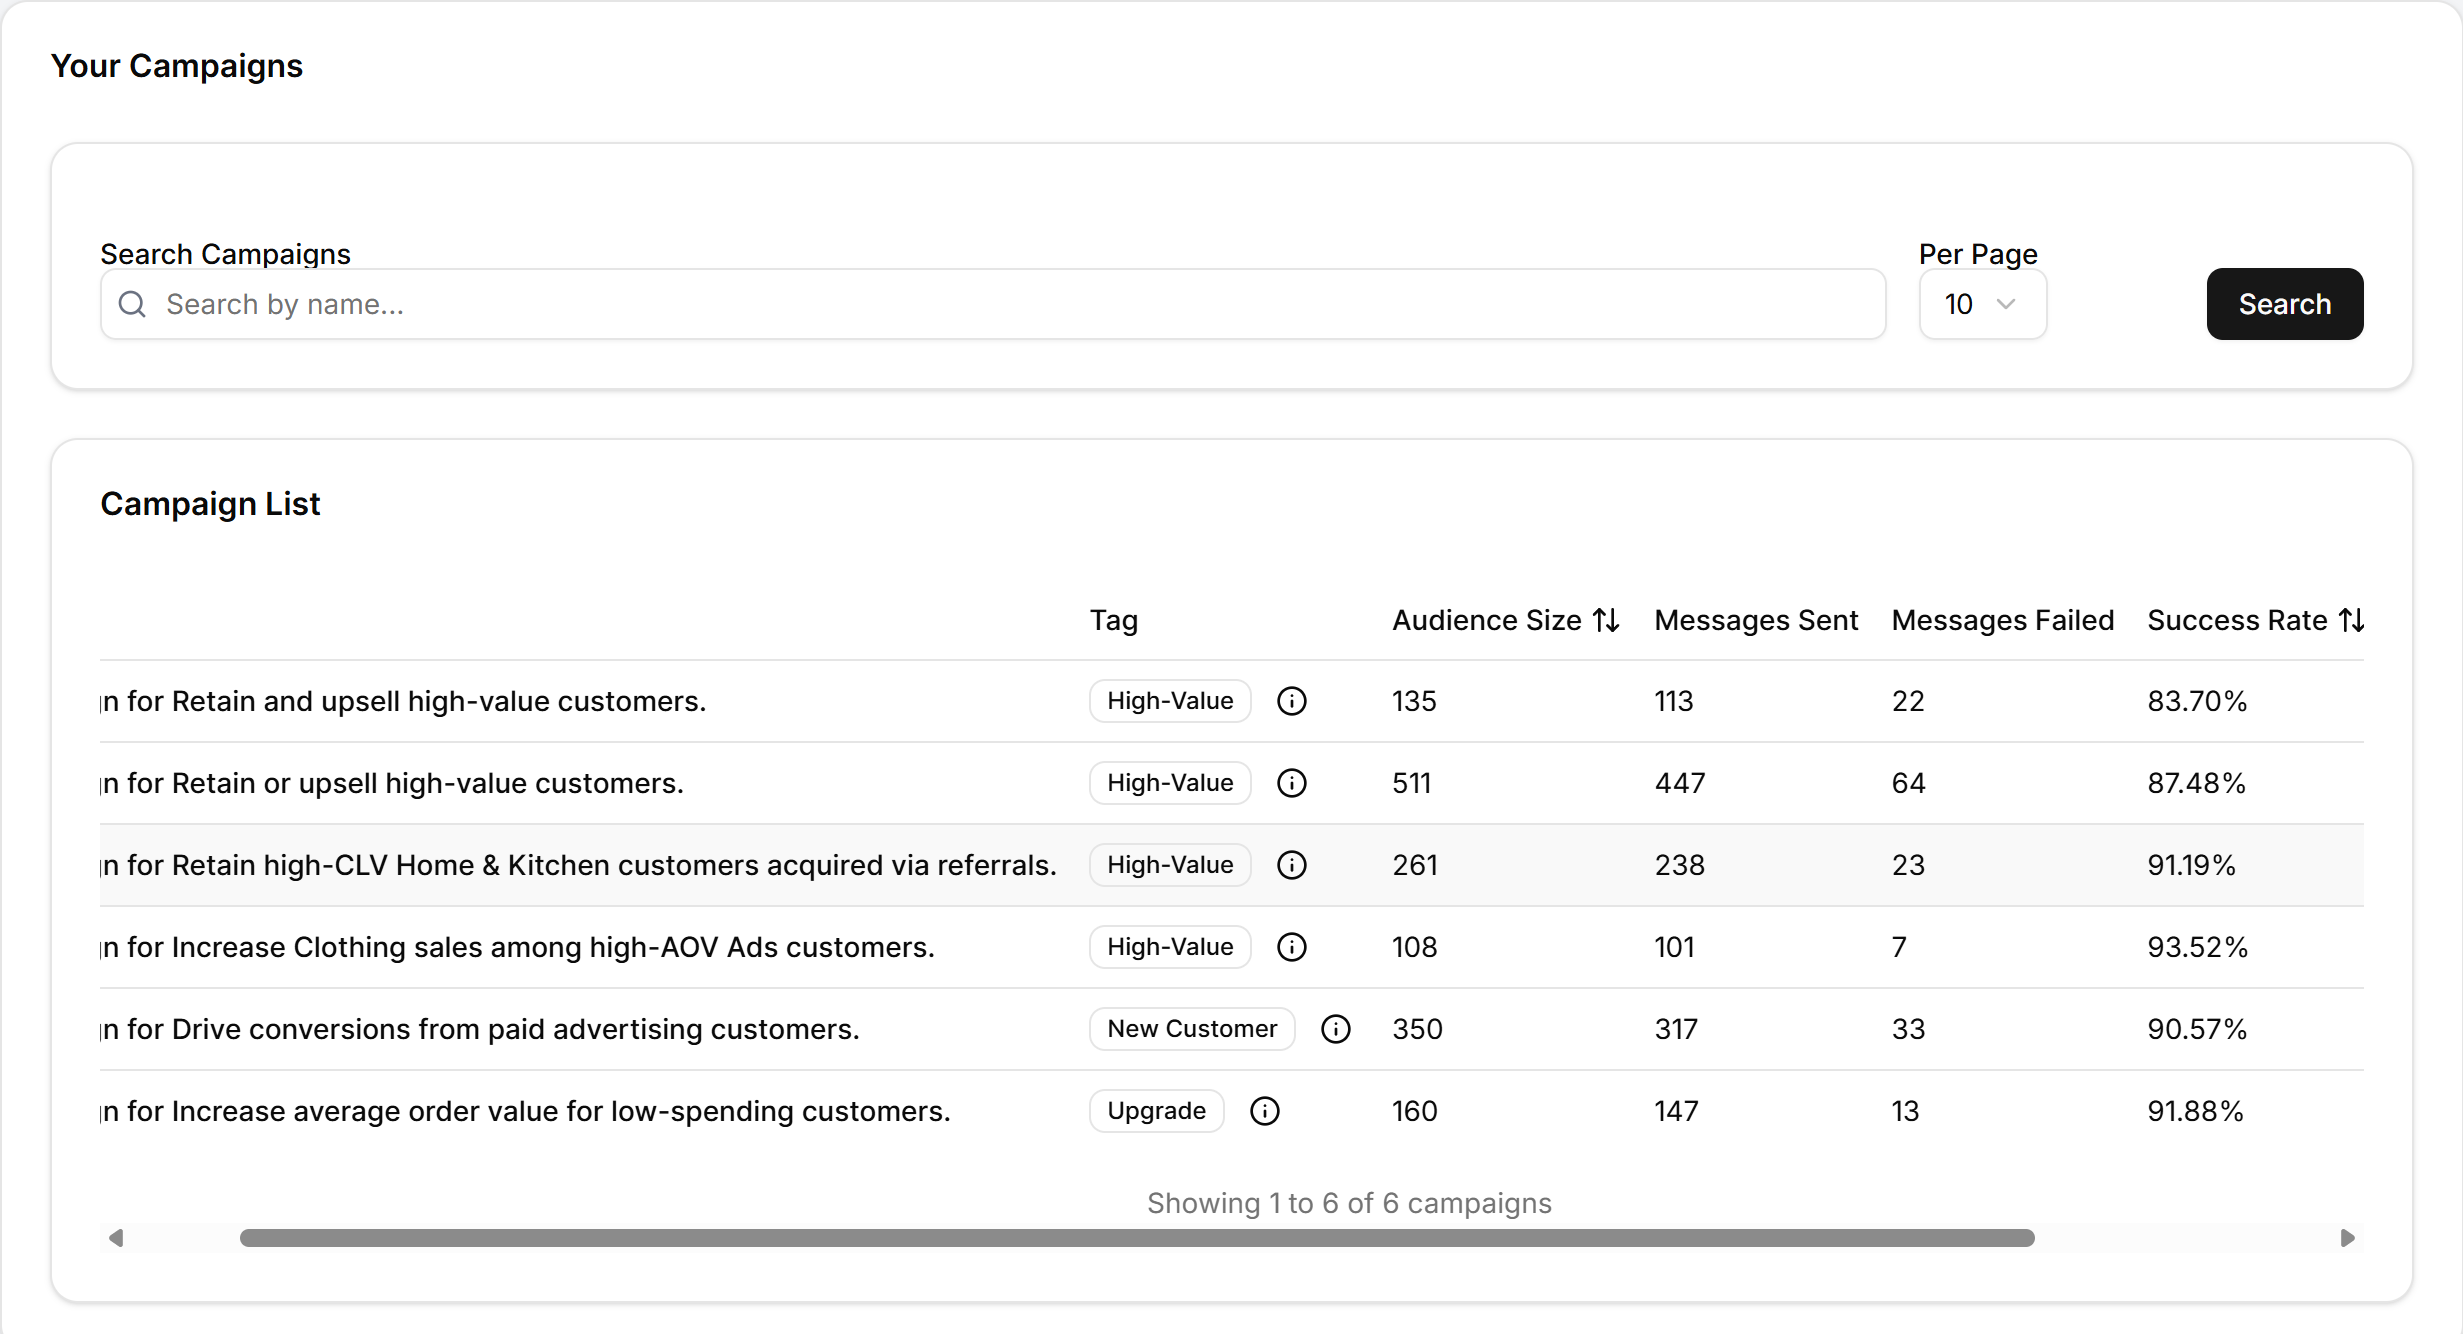 Your Campaigns
Search Campaigns
Per Page
Search by name...
10
Search
Campaign List
Tag Audience Size Messages Sent Messages Failed Success Rate
n for Retain and upsell high-value customers. High-Value 135 113 22 83.70%
n for Retain or upsell high-value customers. High-Value 511 447 64 87.48%
n for Retain high-CLV Home & Kitchen customers acquired via referrals. High-Value 261 238 23 91.19%
n for Increase Clothing sales among high-AOV Ads customers. High-Value 108 101 7 93.52%
n for Drive conversions from paid advertising customers. New Customer 350 317 33 90.57%
n for Increase average order value for low-spending customers. Upgrade 160 147 13 91.88%
Showing 1 to 6 of 6 campaigns